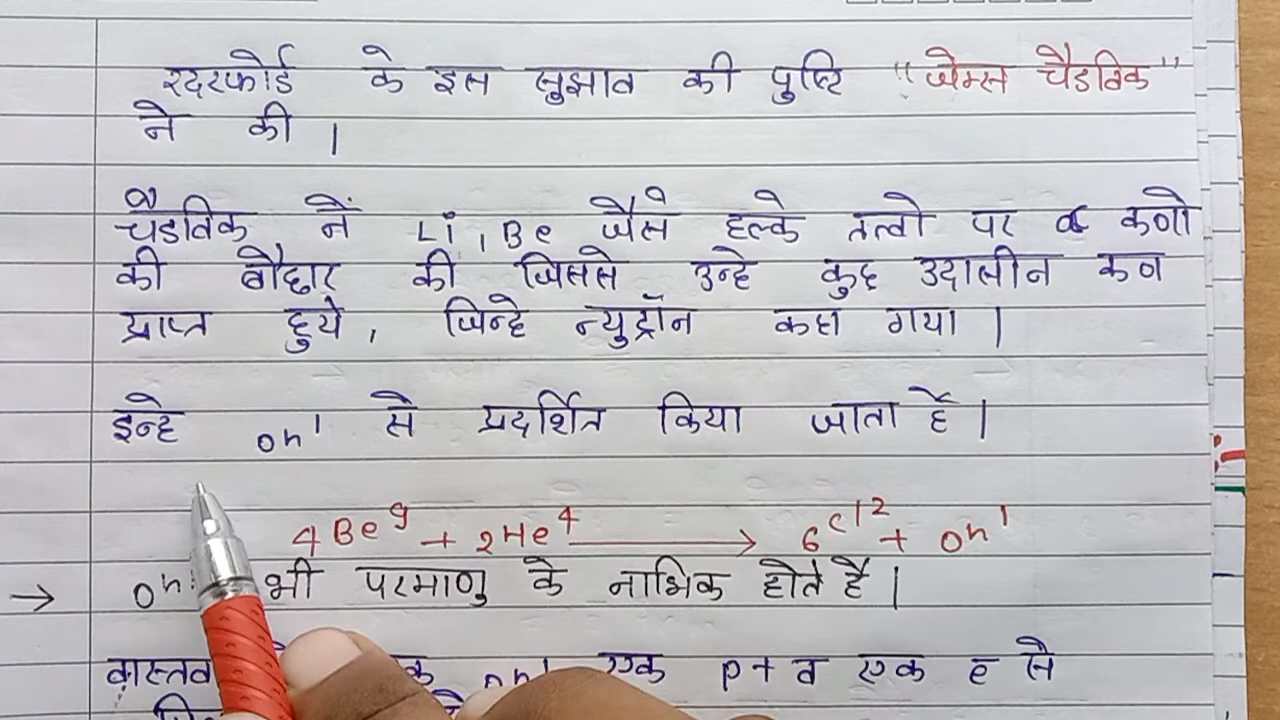 रदरफोर्ड के इस सुझाव की पुष्टि "जेम्स चैडविक"
ने की |
चैडविक नें Li, Be जैसे हल्के तत्वो पर α कणो
की बौछार की जिससे उन्हे कुछ उदासीन कण
प्राप्त हुये, जिन्हे न्युट्रॉन कहा गया |
इन्हे ₀n¹ से प्रदर्शित किया जाता है |
₄Be⁹ + ₂He⁴ → ₆C¹² + ₀n¹
→ ₀n¹ भी परमाणु के नाभिक होते है |
वास्तव ₀n¹ एक p+ व एक e से